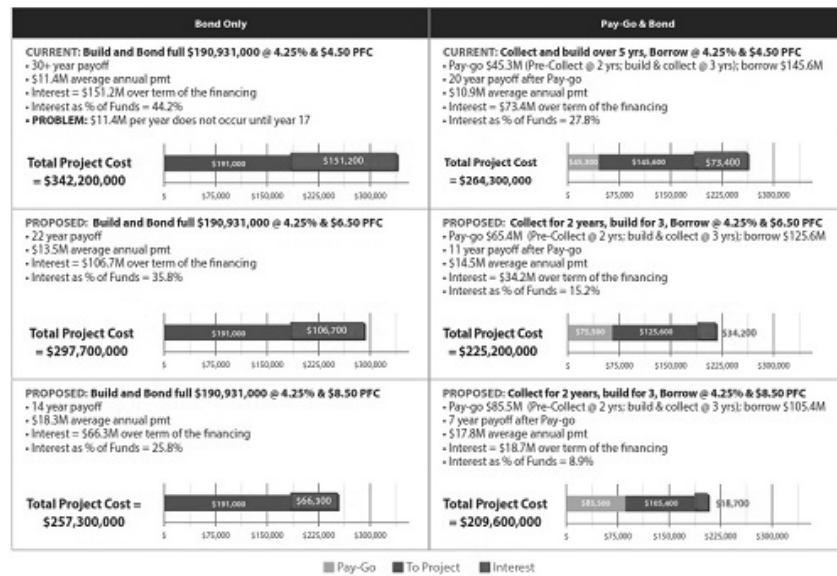 Bond Only
CURRENT: Build and Bond full $190,931,000 @ 4.25% & $4.50 PFC
• 30+ year payoff
• $11.4M average annual pmt
• Interest = $151.2M over term of the financing
• Interest as % of Funds = 44.2%
• PROBLEM: $11.4M per year does not occur until year 17
Total Project Cost
= $342,200,000
$191,000
$151,200
$ $75,000 $150,000 $225,000 $300,000
Pay-Go & Bond
CURRENT: Collect and build over 5 yrs, Borrow @ 4.25% & $4.50 PFC
• Pay-go $45.3M (Pre-Collect @ 2 yrs; build & collect @ 3 yrs); borrow $145.6M
• 20 year payoff after Pay-go
• $10.9M average annual pmt
• Interest = $73.4M over term of the financing
• Interest as % of Funds = 27.8%
Total Project Cost
= $264,300,000
$45,300
$145,600
$73,400
$ $75,000 $150,000 $225,000 $300,000
PROPOSED: Build and Bond full $190,931,000 @ 4.25% & $6.50 PFC
• 22 year payoff
• $13.5M average annual pmt
• Interest = $106.7M over term of the financing
• Interest as % of Funds = 35.8%
Total Project Cost
= $297,700,000
$191,000
$106,700
$ $75,000 $150,000 $225,000 $300,000
PROPOSED: Collect for 2 years, build for 3, Borrow @ 4.25% & $6.50 PFC
• Pay-go $65.4M (Pre-Collect @ 2 yrs; build & collect @ 3 yrs); borrow $125.6M
• 11 year payoff after Pay-go
• $14.5M average annual pmt
• Interest = $34.2M over term of the financing
• Interest as % of Funds = 15.2%
Total Project Cost
= $225,200,000
$125,600
$34,200
$ $75,000 $150,000 $225,000 $300,000
PROPOSED: Build and Bond full $190,931,000 @ 4.25% & $8.50 PFC
• 14 year payoff
• $18.3M average annual pmt
• Interest = $66.3M over term of the financing
• Interest as % of Funds = 25.8%
Total Project Cost =
$257,300,000
$191,000
$66,300
$ $75,000 $150,000 $225,000 $300,000
PROPOSED: Collect for 2 years, build for 3, Borrow @ 4.25% & $8.50 PFC
• Pay-go $85.5M (Pre-Collect @ 2 yrs; build & collect @ 3 yrs); borrow $105.4M
• 7 year payoff after Pay-go
• $17.8M average annual pmt
• Interest = $18.7M over term of the financing
• Interest as % of Funds = 8.9%
Total Project Cost
= $209,600,000
$85,500
$105,400
$18,700
$ $75,000 $150,000 $225,000 $300,000
Pay-Go To Project Interest